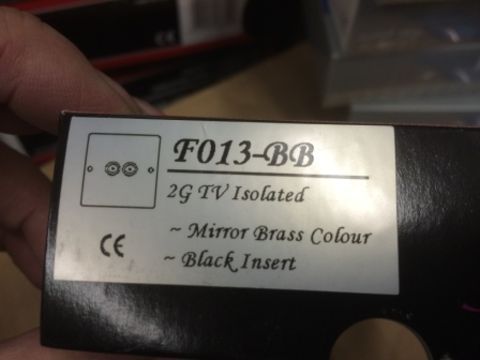 F013-BB
2G TV Isolated
~ Mirror Brass Colour
~ Black Insert
CE